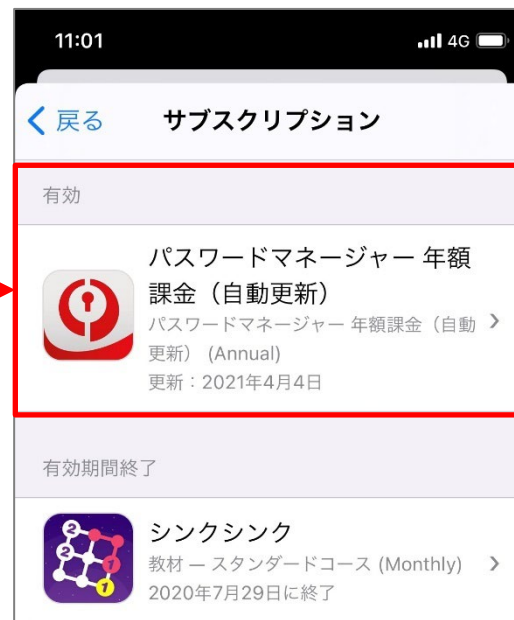 11:01
4G
戻る
サブスクリプション
有効
パスワードマネージャー 年額
課金（自動更新）
パスワードマネージャー 年額課金（自動
更新） (Annual)
更新：2021年4月4日
有効期間終了
2
2
1
1
シンクシンク
教材 — スタンダードコース (Monthly)
2020年7月29日に終了